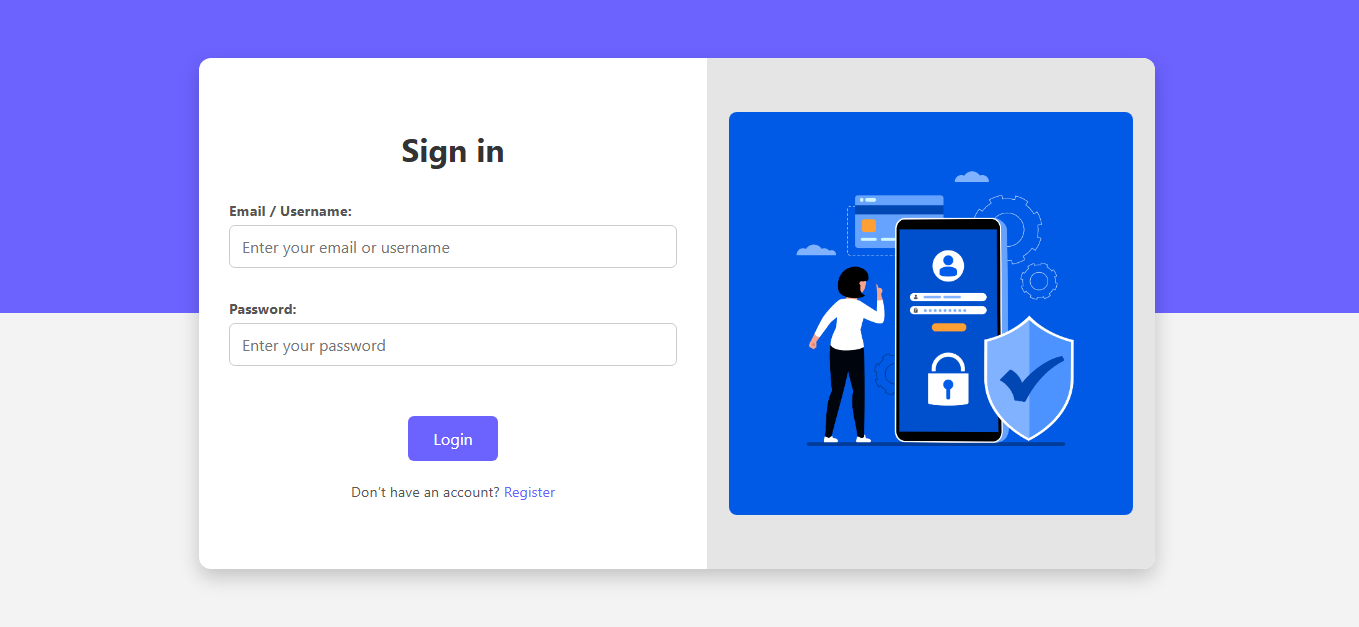 Sign in
Email / Username:
Enter your email or username
Password:
Enter your password
Login
Don't have an account? Register